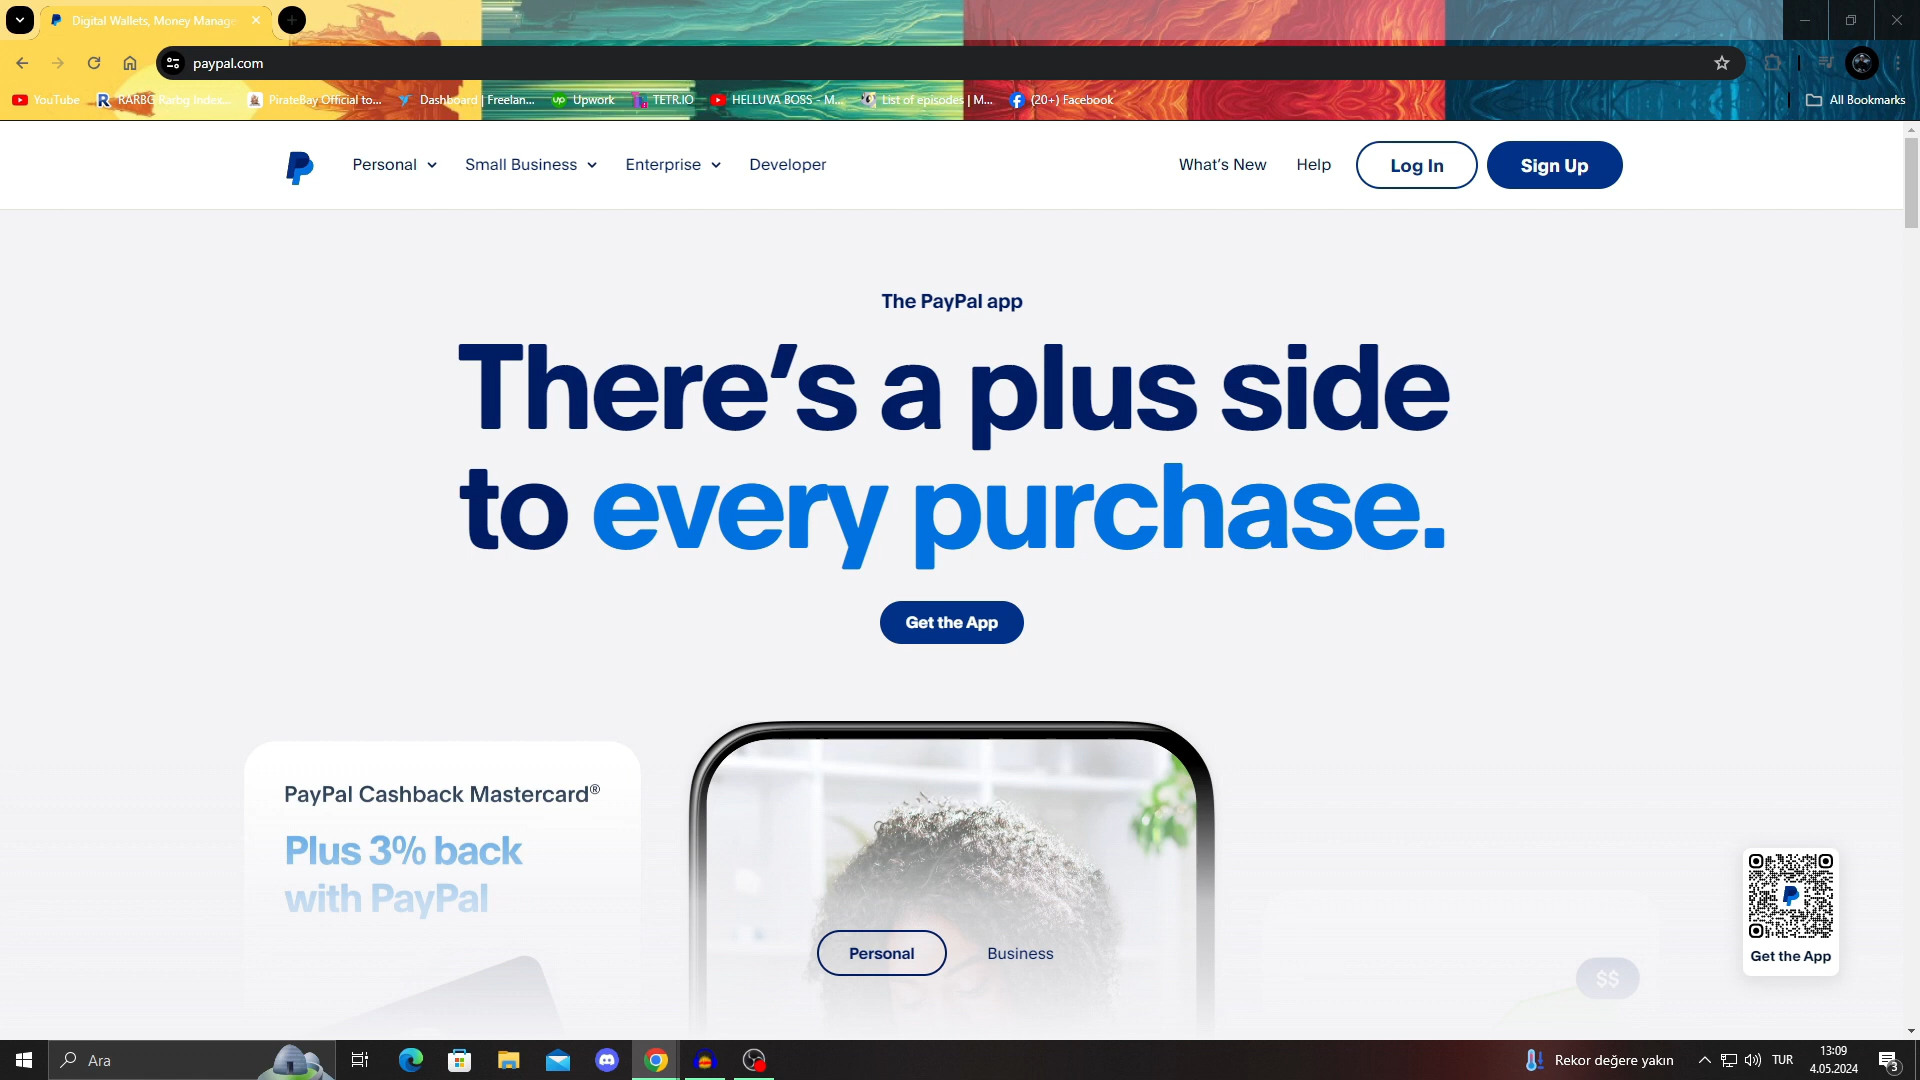 Digital Wallets, Money Manage
paypal.com
YouTube
RARBG Rarbg Index...
PirateBay Official to...
Dashboard | Freelan...
Upwork
TETR.IO
HELLUVA BOSS - M...
List of episodes | M...
(20+) Facebook
All Bookmarks
Personal
Small Business
Enterprise
Developer
What's New
Help
Log In
Sign Up
The PayPal app
There's a plus side
to every purchase.
Get the App
PayPal Cashback Mastercard®
Plus 3% back
with PayPal
Personal
Business
$$
Get the App
Ara
Rekor değere yakın
TUR
13:09
4.05.2024
3